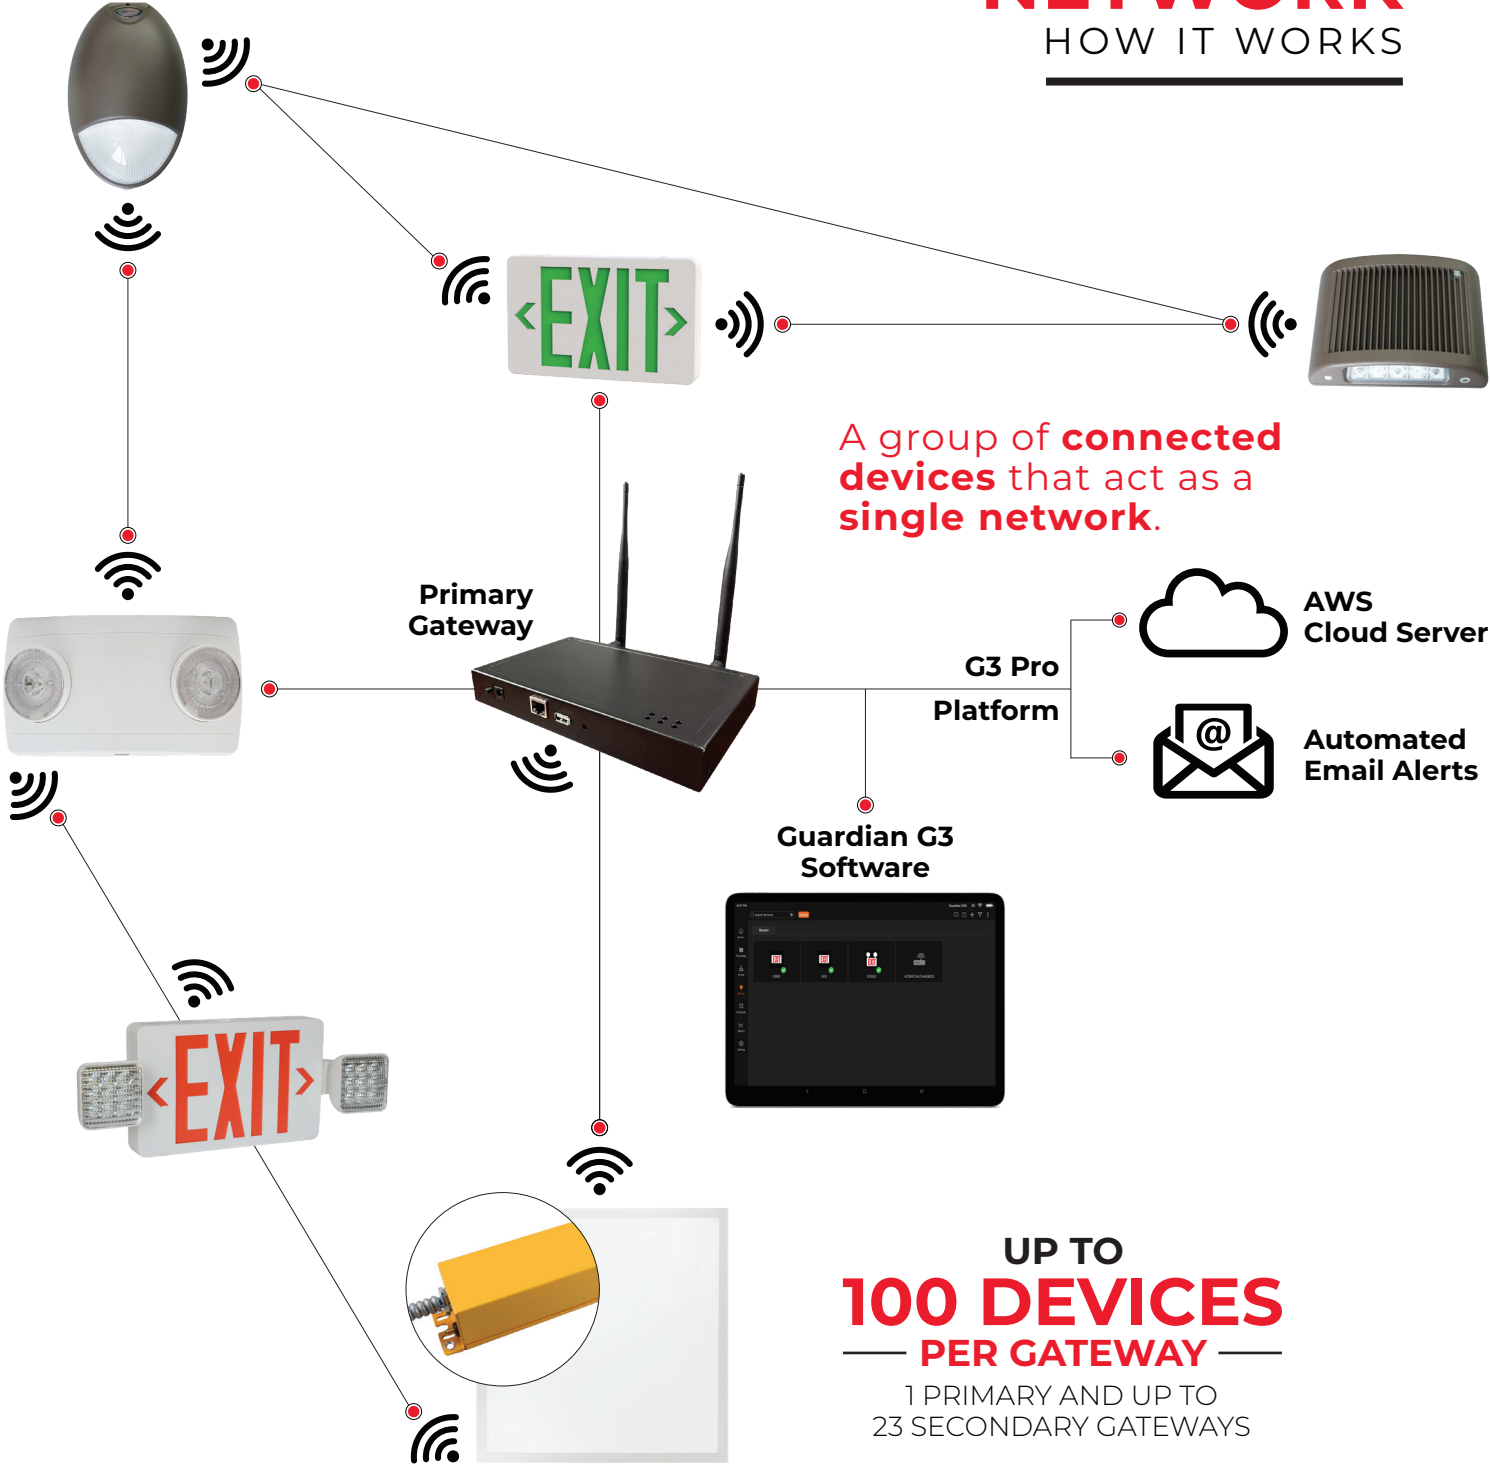 NETWORK
HOW IT WORKS
EXIT
A group of connected
devices that act as a
single network.
Primary
Gateway
AWS
Cloud Server
G3 Pro
Platform
@
Automated
Email Alerts
Guardian G3
Software
Recent
EXIT
UP TO
100 DEVICES
PER GATEWAY
1 PRIMARY AND UP TO
23 SECONDARY GATEWAYS